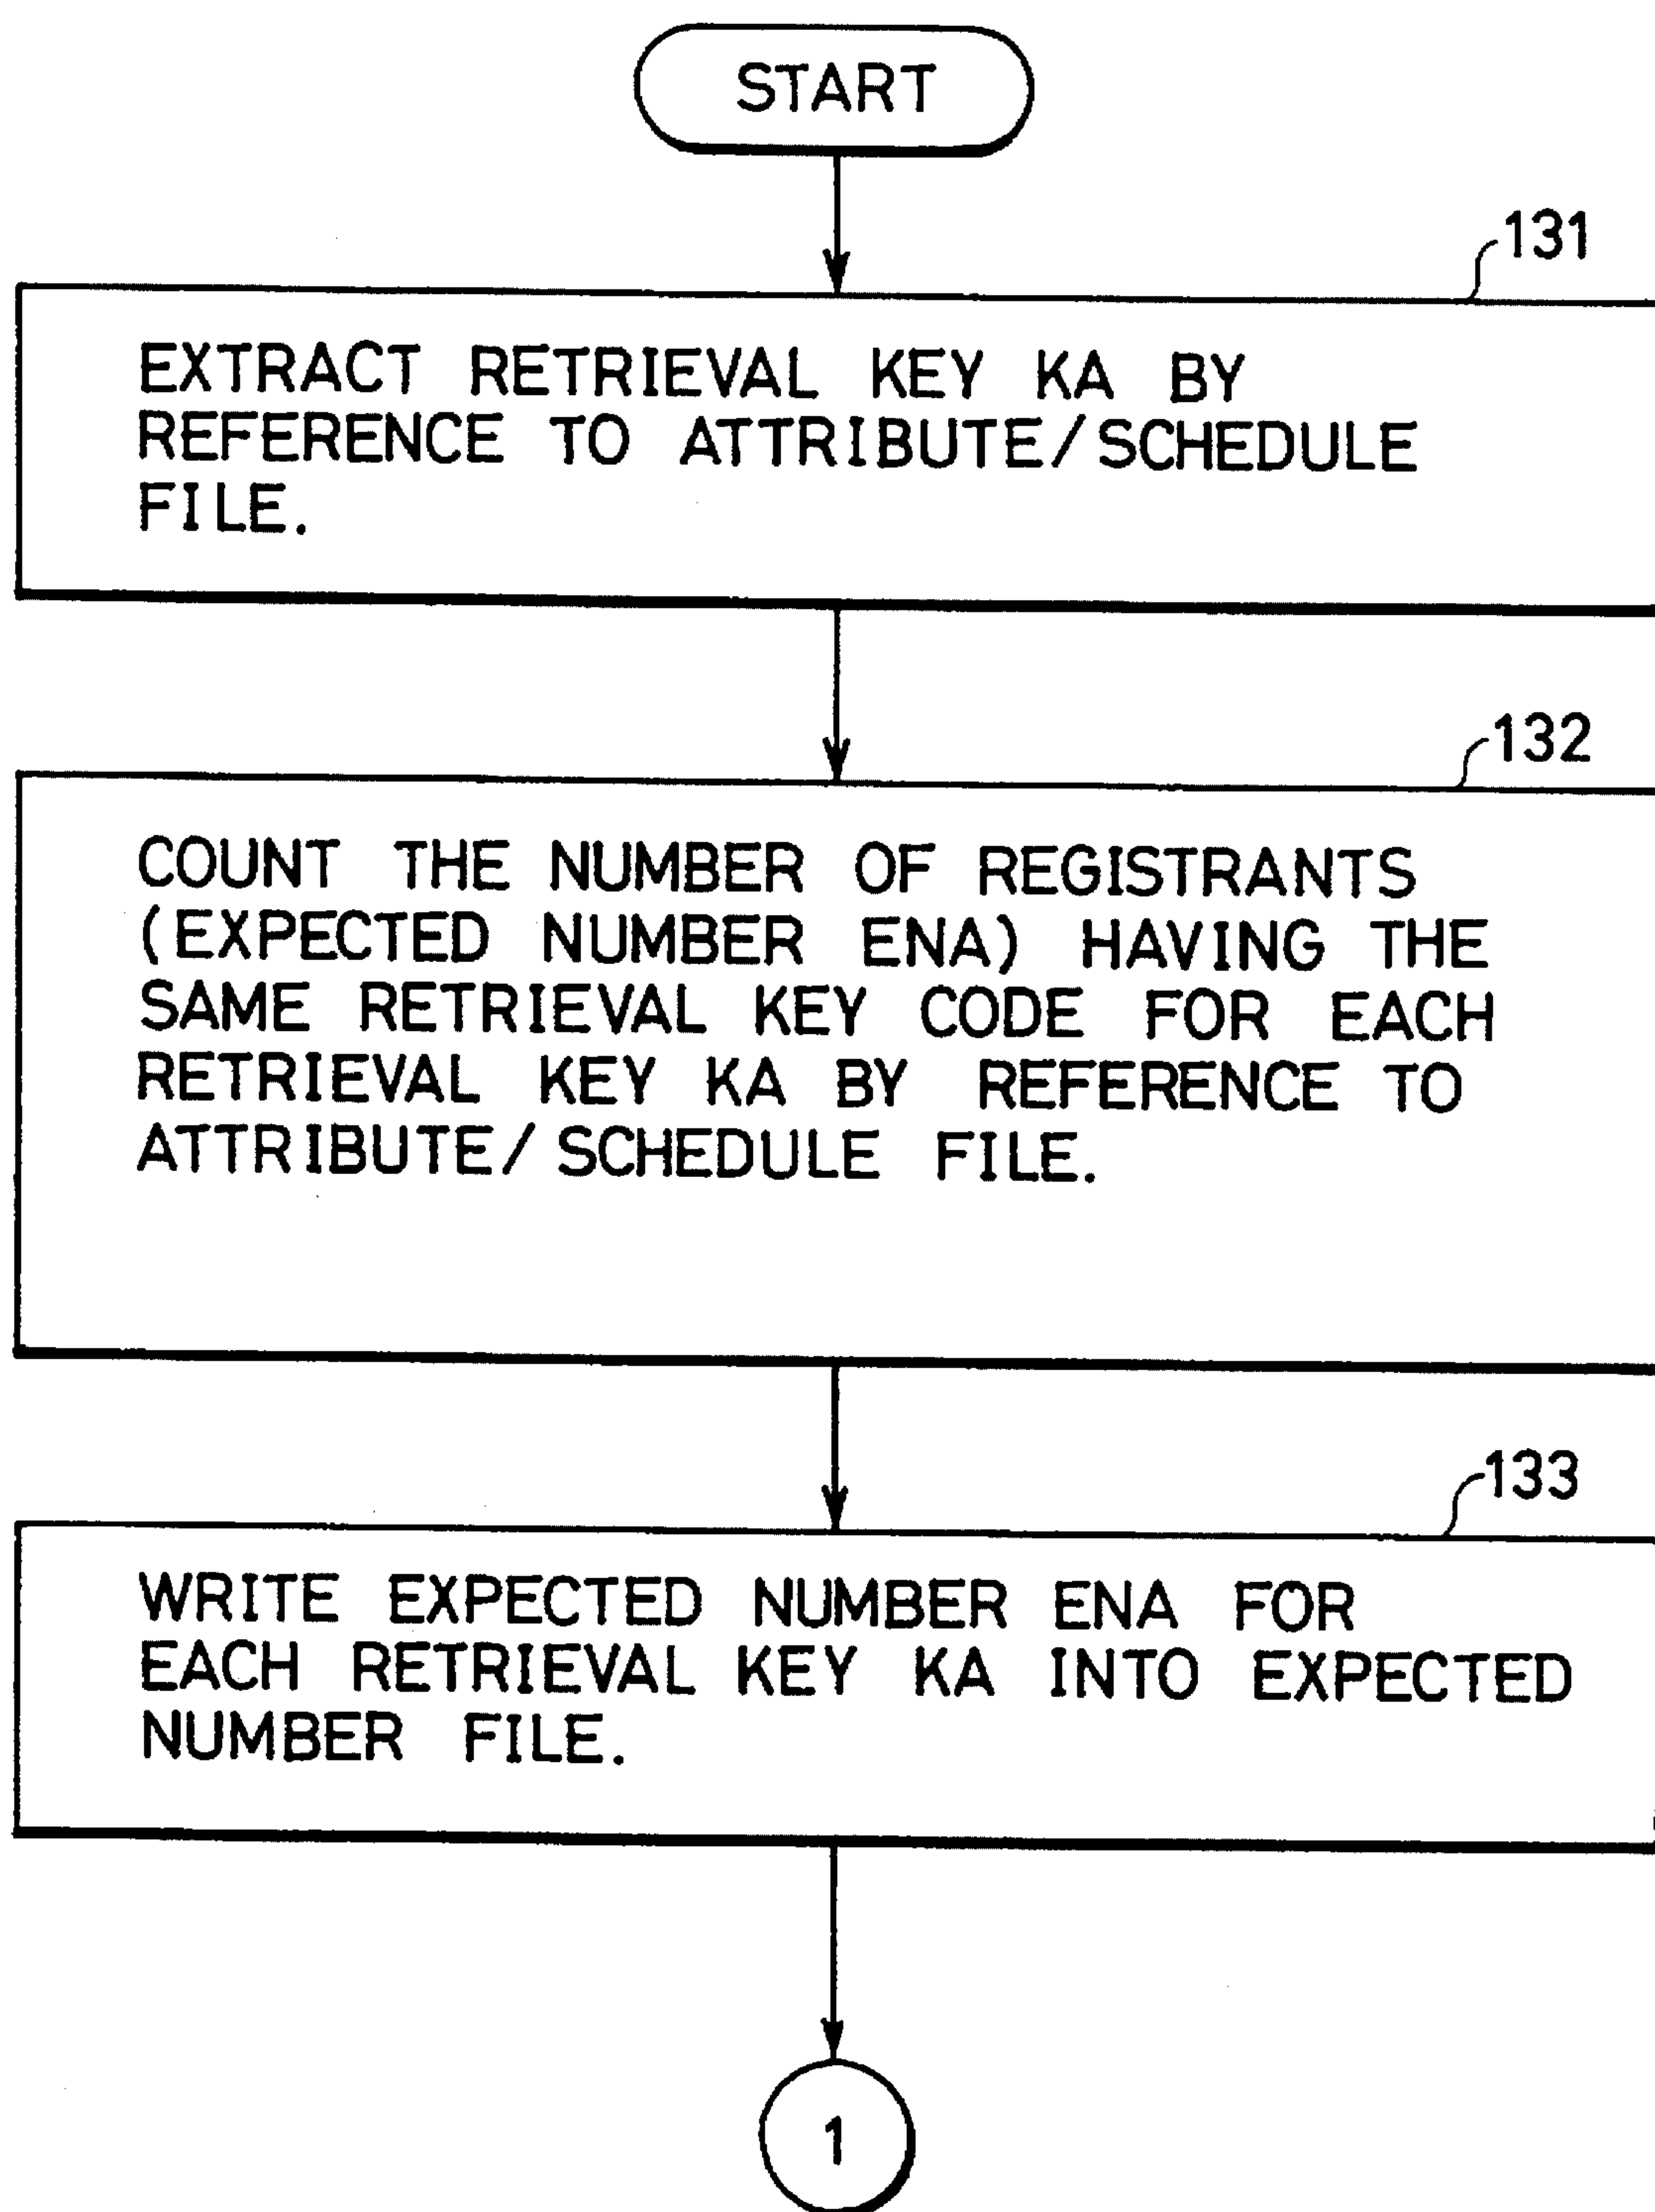 START
131
EXTRACT RETRIEVAL KEY KA BY
REFERENCE TO ATTRIBUTE/SCHEDULE
FILE.
132
COUNT THE NUMBER OF REGISTRANTS
(EXPECTED NUMBER ENA) HAVING THE
SAME RETRIEVAL KEY CODE FOR EACH
RETRIEVAL KEY KA BY REFERENCE TO
ATTRIBUTE/SCHEDULE FILE.
133
WRITE EXPECTED NUMBER ENA FOR
EACH RETRIEVAL KEY KA INTO EXPECTED
NUMBER FILE.
1